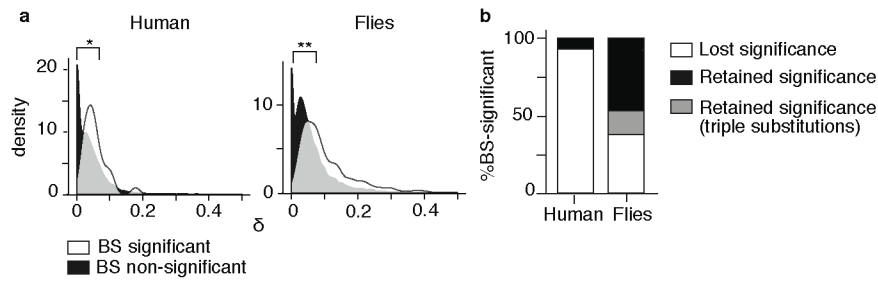 a
Human
Flies
*
**
density
20
10
0
0
0.2
0.4
10
0
0
0.2
0.4
δ
BS significant
BS non-significant
b
%BS-significant
100
50
0
Human
Flies
Lost significance
Retained significance
Retained significance
(triple substitutions)